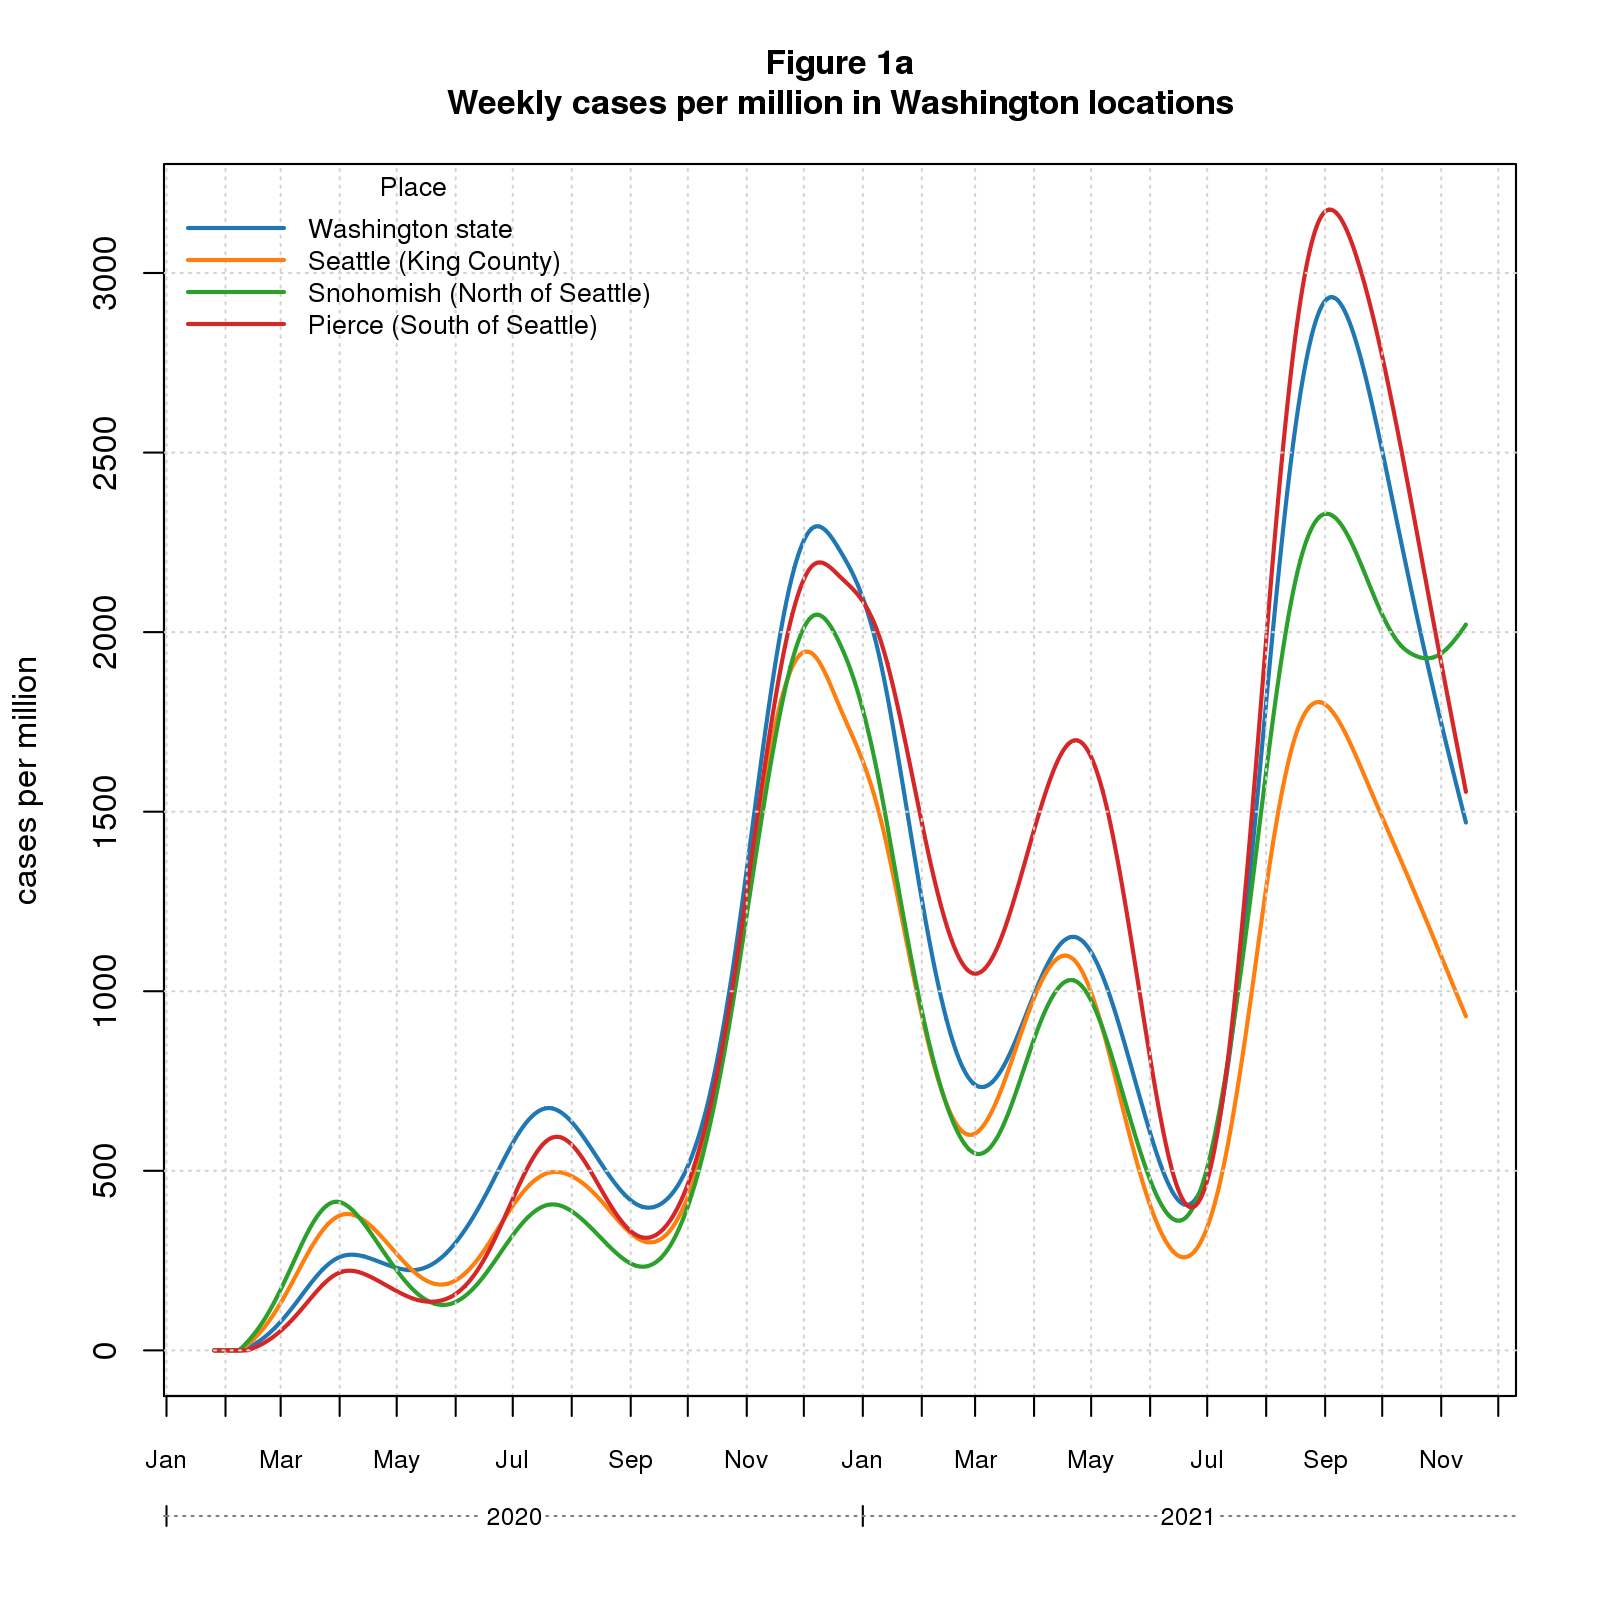 Figure 1a
Weekly cases per million in Washington locations
Place
Washington state
Seattle (King County)
Snohomish (North of Seattle)
Pierce (South of Seattle)
cases per million
3000
2500
2000
1500
1000
500
0
Jan Mar May Jul Sep Nov Jan Mar May Jul Sep Nov
2020 2021